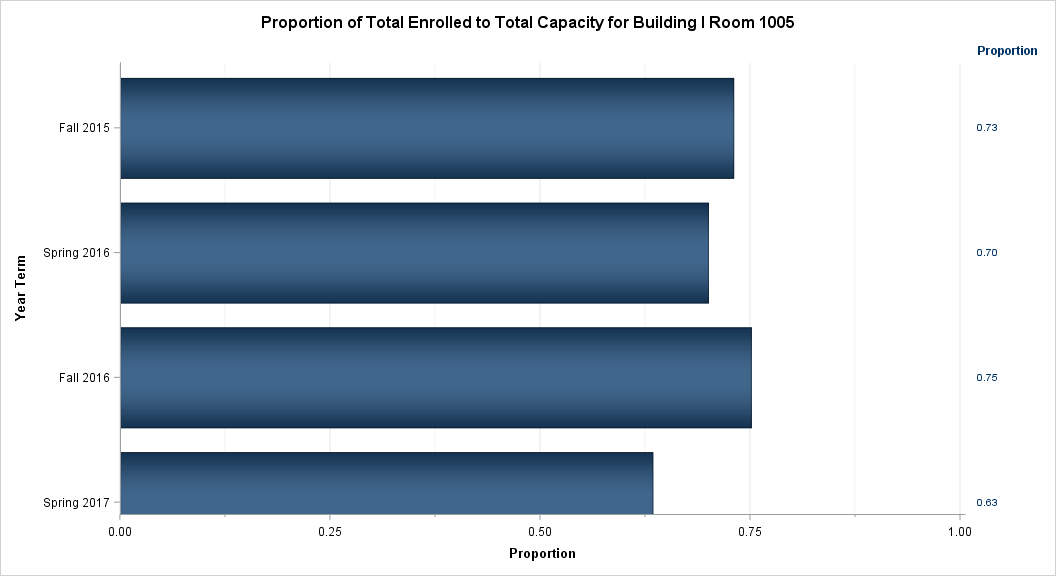 Proportion of Total Enrolled to Total Capacity for Building I Room 1005
Proportion
Fall 2015
0.73
Spring 2016
0.70
Year Term
Fall 2016
0.75
Spring 2017
0.63
0.00 0.25 0.50 0.75 1.00
Proportion